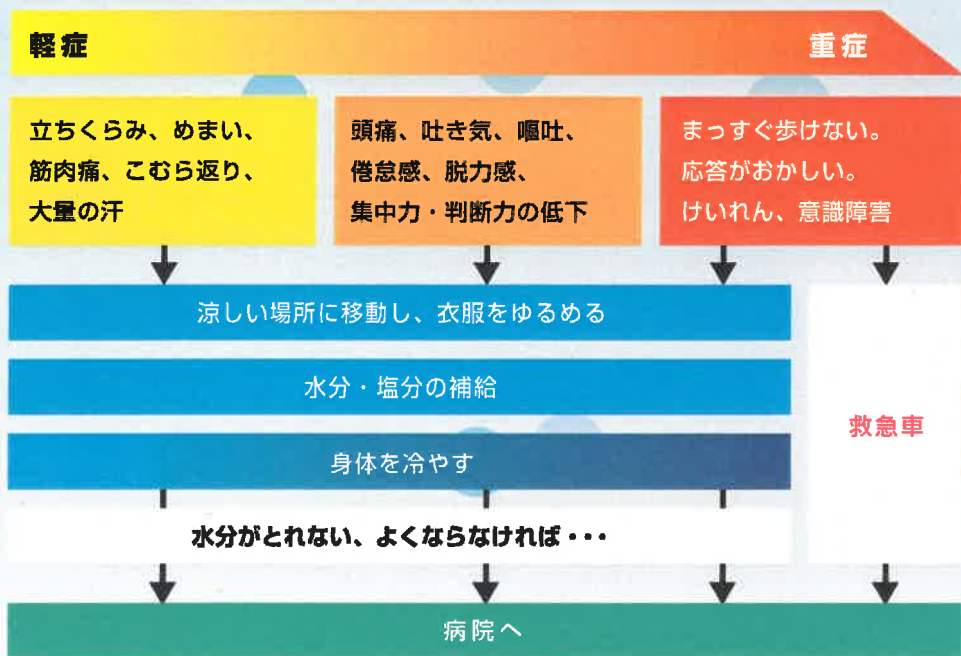 軽症
重症
立ちくらみ、めまい、
筋肉痛、こむら返り、
大量の汗
頭痛、吐き気、嘔吐、
倦怠感、脱力感、
集中力・判断力の低下
まっすぐ歩けない。
応答がおかしい。
けいれん、意識障害
涼しい場所に移動し、衣服をゆるめる
水分・塩分の補給
身体を冷やす
救急車
水分がとれない、よくならなければ・・・
病院へ